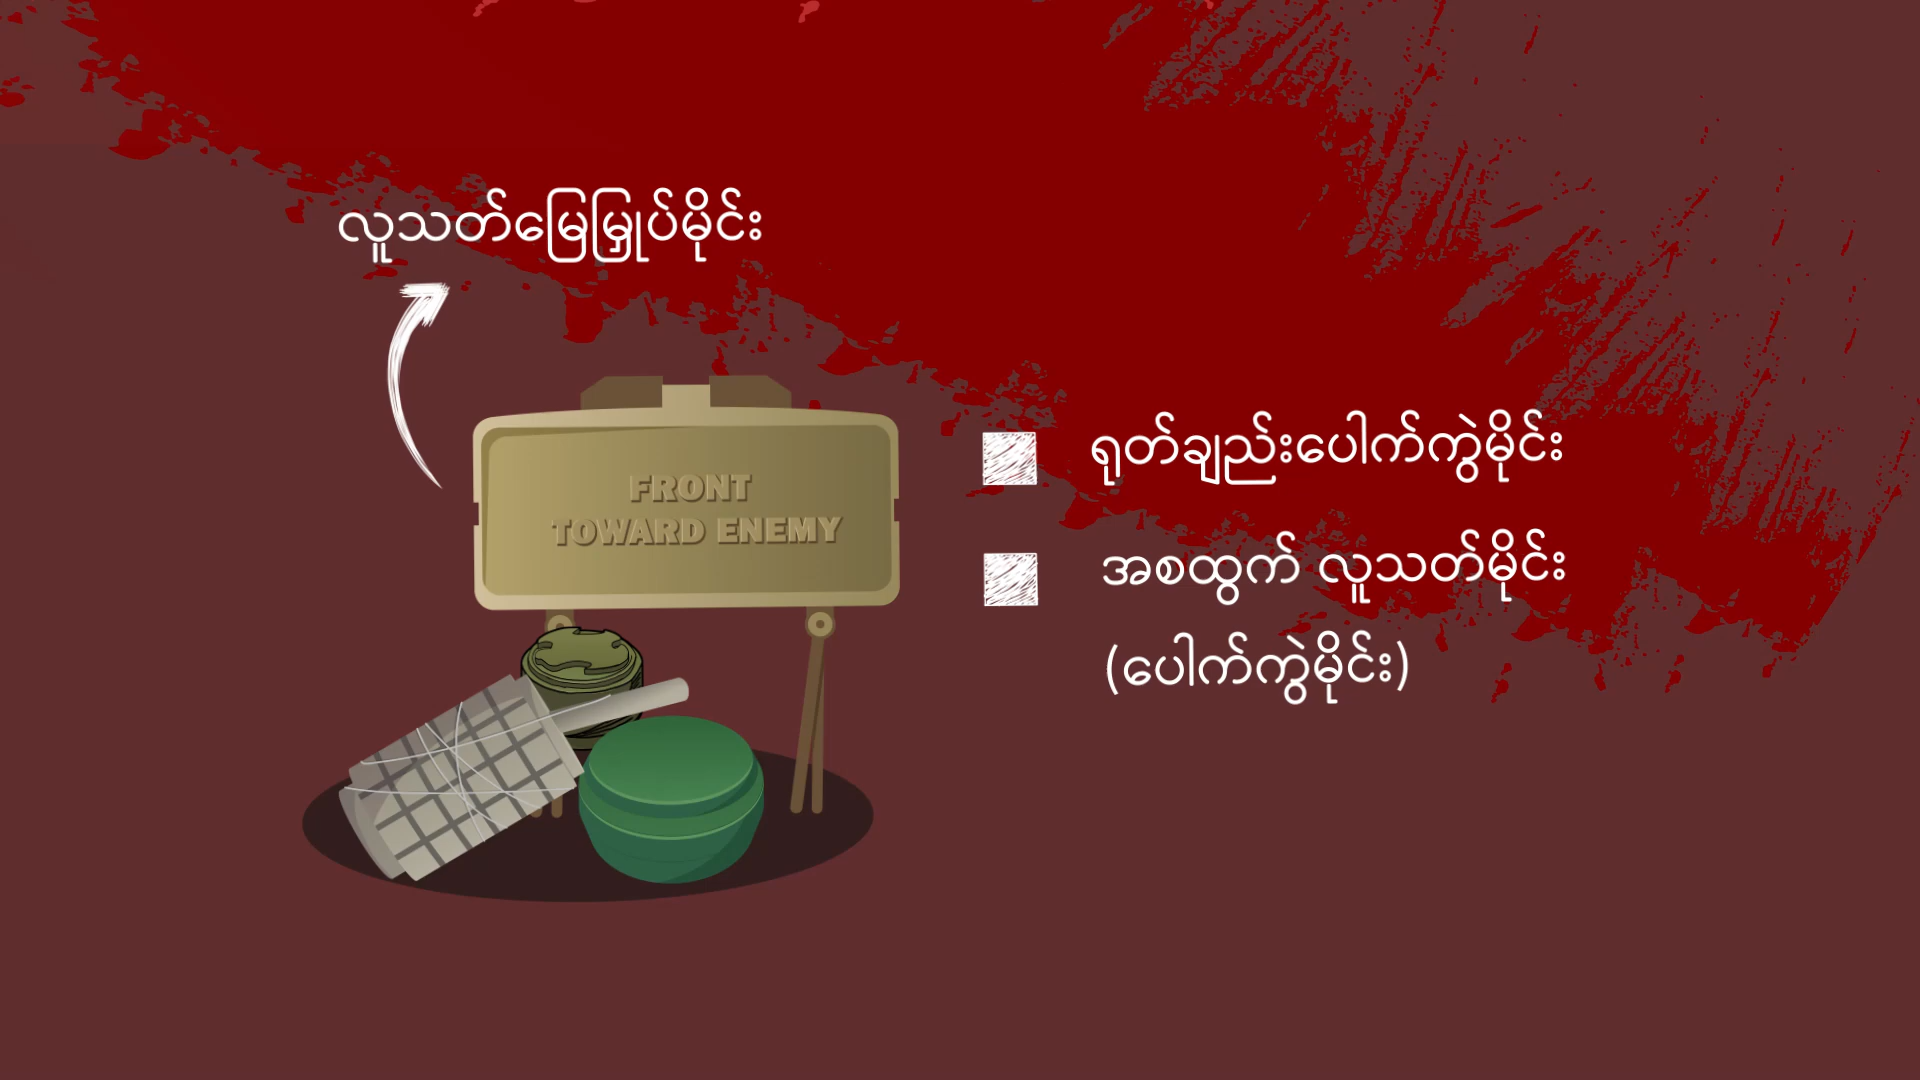 လူသတ်မြေမြှုပ်မိုင်း
FRONT
TOWARD ENEMY
ရုတ်ချည်းပေါက်ကွဲမိုင်း
အစထွက် လူသတ်မိုင်း
(ပေါက်ကွဲမိုင်း)